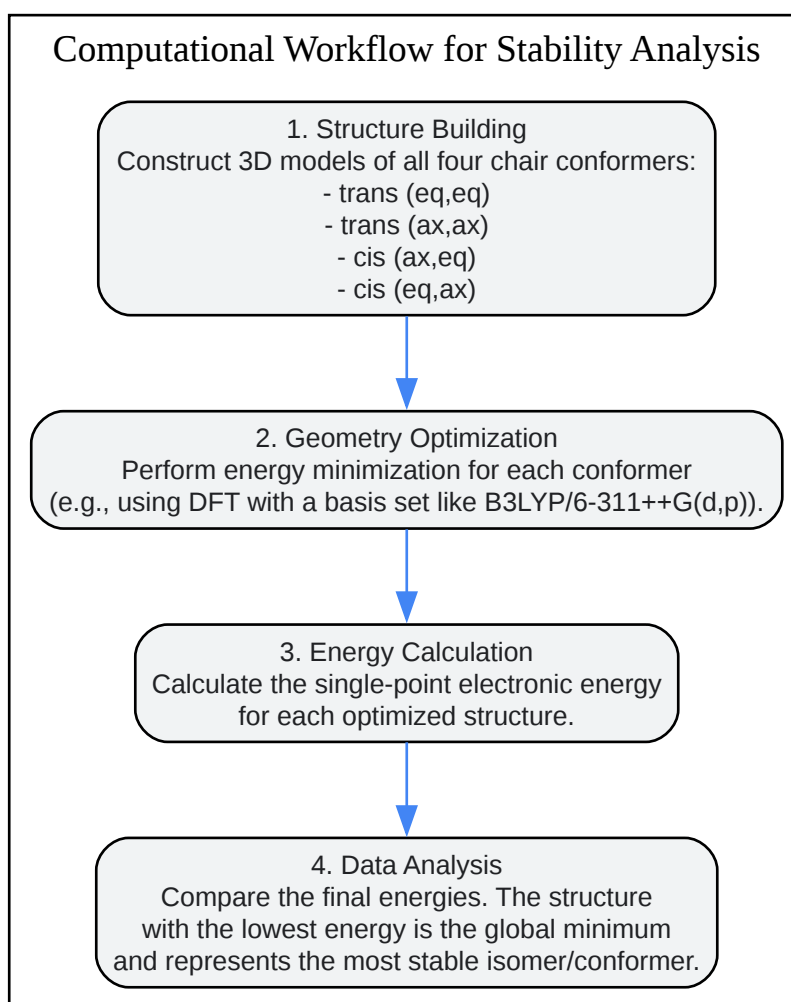 Computational Workflow for Stability Analysis
1. Structure Building
Construct 3D models of all four chair conformers:
- trans (eq,eq)
- trans (ax,ax)
- cis (ax,eq)
- cis (eq,ax)
2. Geometry Optimization
Perform energy minimization for each conformer
(e.g., using DFT with a basis set like B3LYP/6-311++G(d,p)).
3. Energy Calculation
Calculate the single-point electronic energy
for each optimized structure.
4. Data Analysis
Compare the final energies. The structure
with the lowest energy is the global minimum
and represents the most stable isomer/conformer.